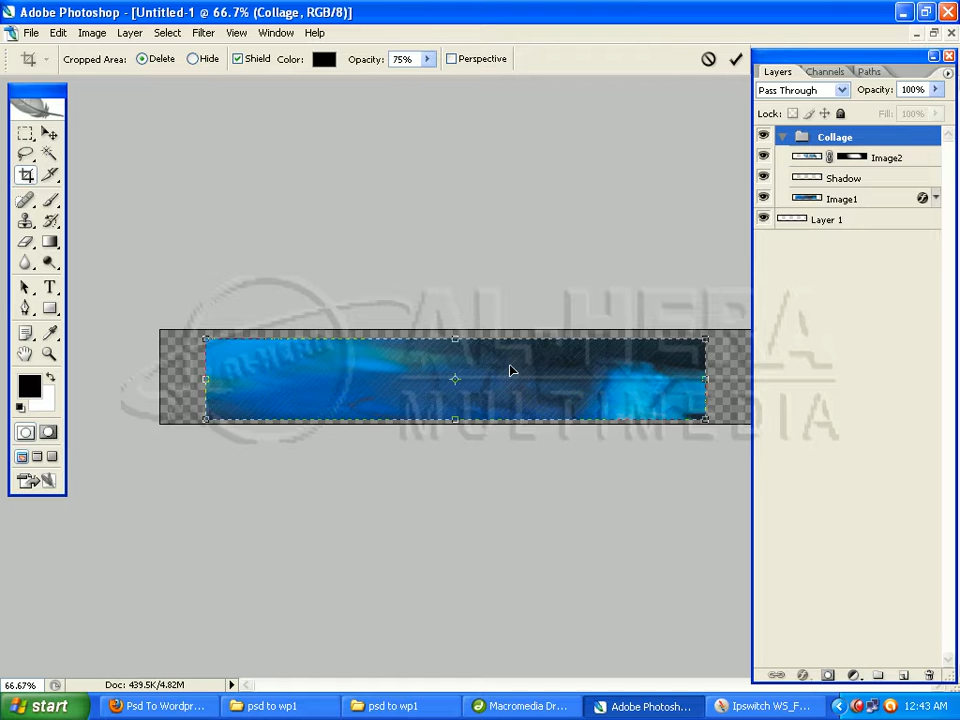 Adobe Photoshop - [Untitled-1 @ 66.7% (Collage, RGB/8)]
File Edit Image Layer Select Filter View Window Help
Cropped Area: Delete Hide Shield Color: Opacity: 75% Perspective
Layers Channels Paths
Pass Through Opacity: 100%
Lock: Fill: 100%
Collage
Image2
Shadow
Image1
Layer 1
AL-HERA
MULTIMEDIA
66.67% Doc: 439.5K/4.82M
start Psd To Wordpr... psd to wp1 psd to wp1 Macromedia Dr... Adobe Photosh... Ipswitch WS_F... 12:43 AM